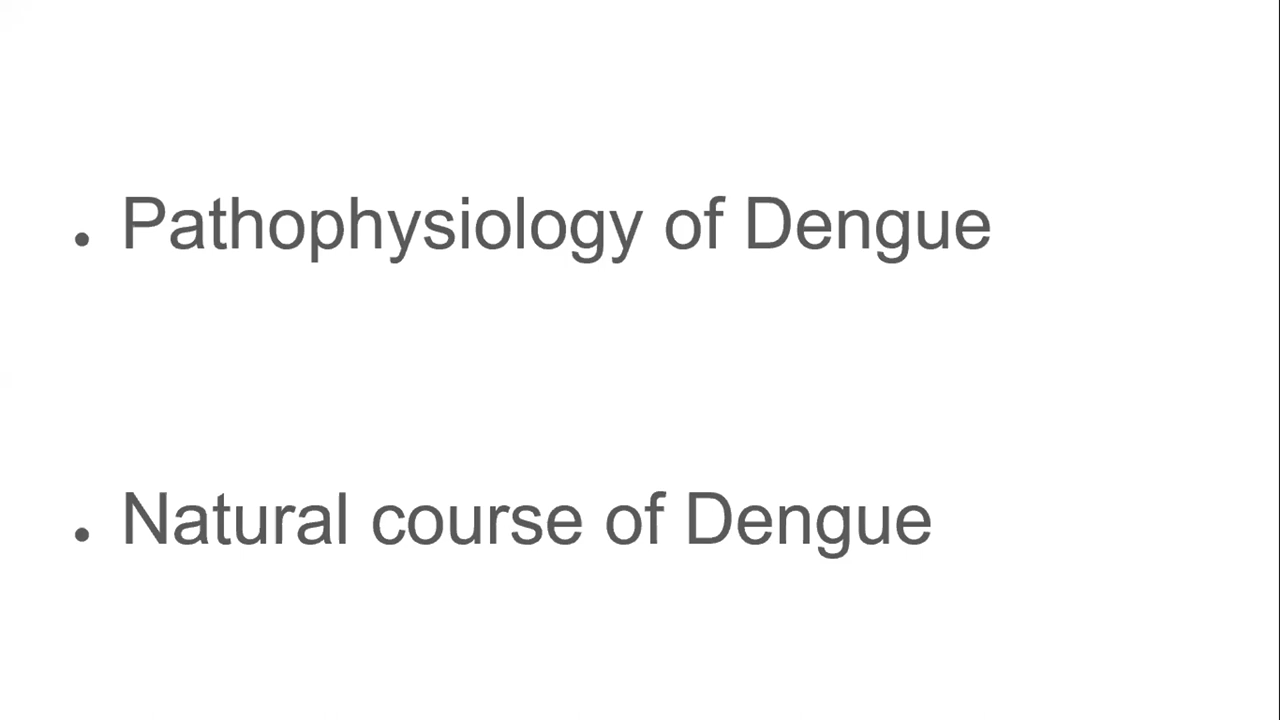 • Pathophysiology of Dengue
• Natural course of Dengue